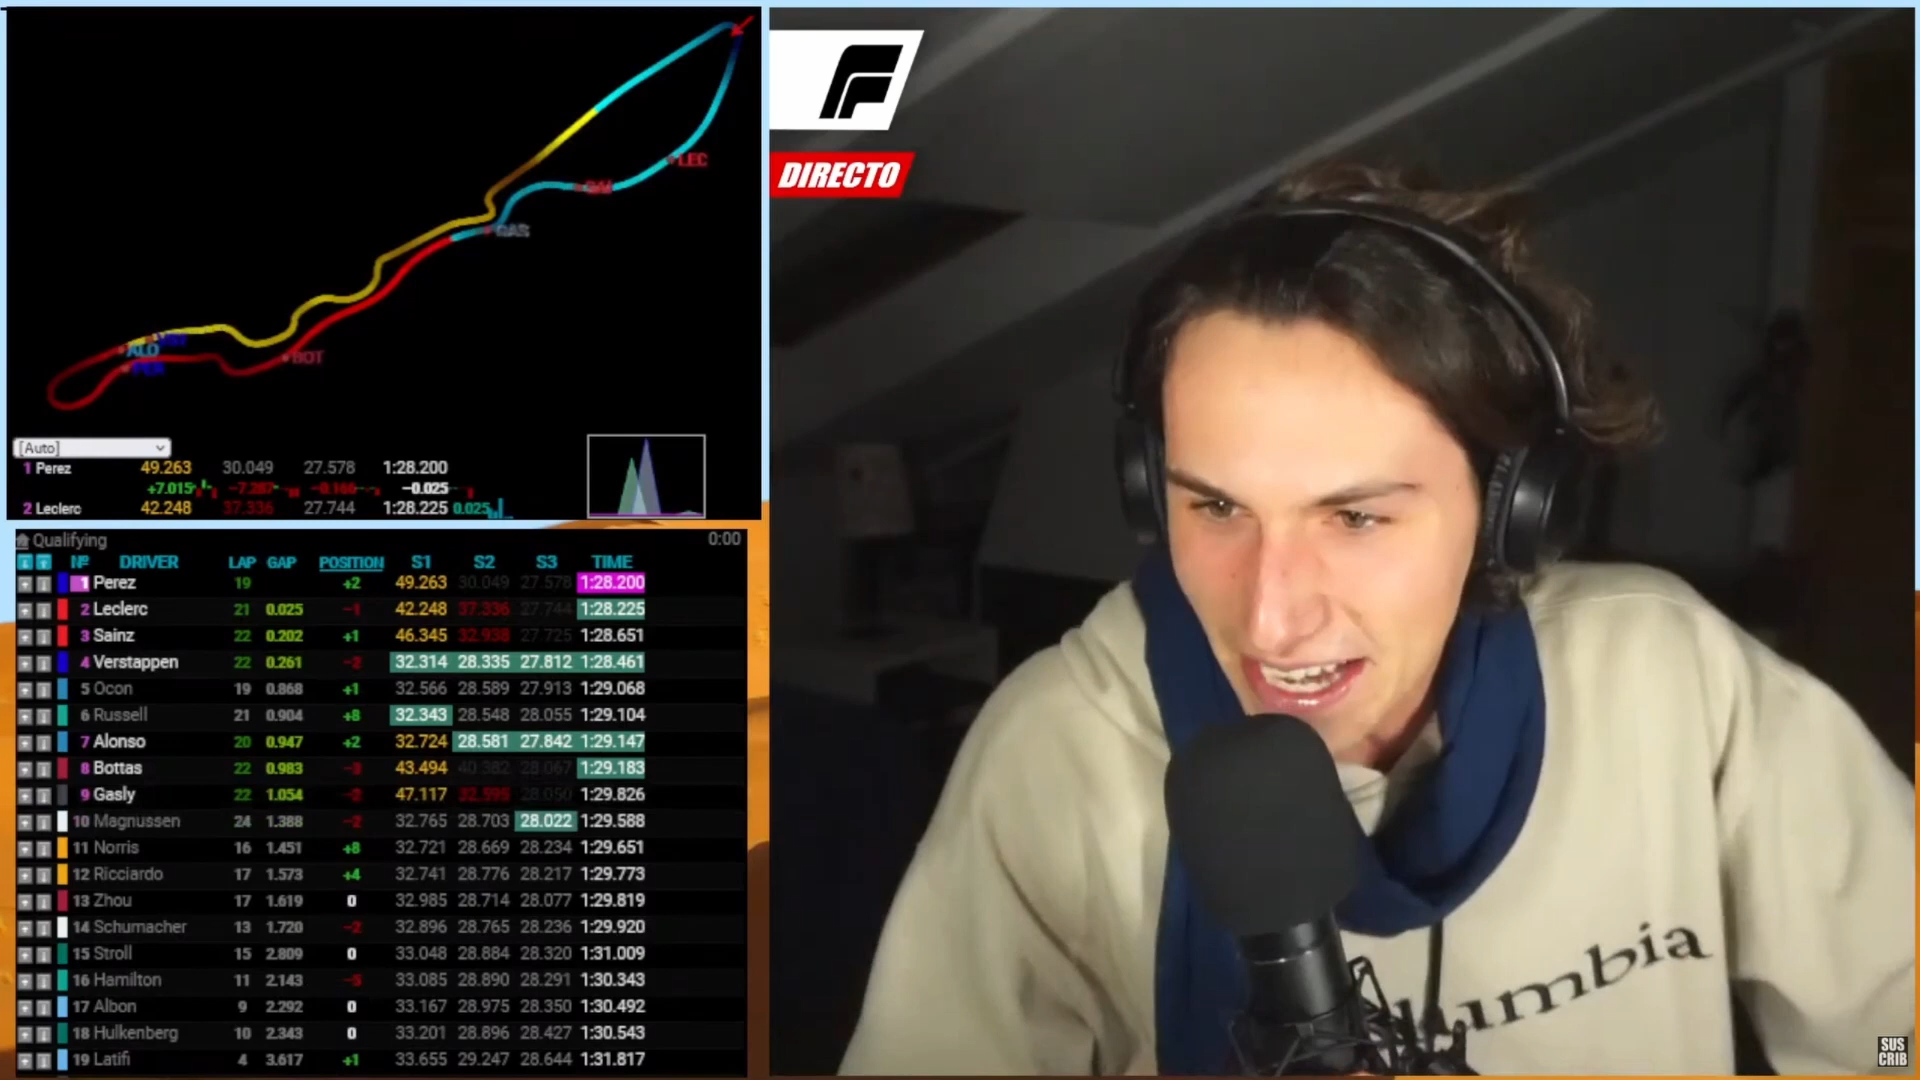 LEC
SAI
GAS
ALO
PER
BOT
[Auto]
1 Perez 49.263 30.049 27.578 1:28.200
+7.015 -7.287 -0.166 -0.025
2 Leclerc 42.248 37.336 27.744 1:28.225 0.025
Qualifying 0:00
Nº DRIVER LAP GAP POSITION S1 S2 S3 TIME
1 Perez 19 +2 49.263 30.049 27.578 1:28.200
2 Leclerc 21 0.025 -1 42.248 37.336 27.744 1:28.225
3 Sainz 22 0.202 +1 46.345 32.938 27.725 1:28.651
4 Verstappen 22 0.261 32.314 28.335 27.812 1:28.461
5 Ocon 19 0.868 +1 32.566 28.589 27.913 1:29.068
6 Russell 21 0.904 +8 32.343 28.548 28.055 1:29.104
7 Alonso 20 0.947 +2 32.724 28.581 27.842 1:29.147
8 Bottas 22 0.983 43.494 40.382 28.067 1:29.183
9 Gasly 22 1.054 -2 47.117 32.595 28.050 1:29.826
10 Magnussen 24 1.388 -2 32.765 28.703 28.022 1:29.588
11 Norris 16 1.451 +8 32.721 28.669 28.234 1:29.651
12 Ricciardo 17 1.573 +4 32.741 28.776 28.217 1:29.773
13 Zhou 17 1.619 0 32.985 28.714 28.077 1:29.819
14 Schumacher 13 1.720 -2 32.896 28.765 28.236 1:29.920
15 Stroll 15 2.809 0 33.048 28.884 28.320 1:31.009
16 Hamilton 11 2.143 -5 33.085 28.890 28.291 1:30.343
17 Albon 9 2.292 0 33.167 28.975 28.350 1:30.492
18 Hulkenberg 10 2.343 0 33.201 28.896 28.427 1:30.543
19 Latifi 4 3.617 +1 33.655 29.247 28.644 1:31.817
F
DIRECTO
lumbia
SUS
CRIB